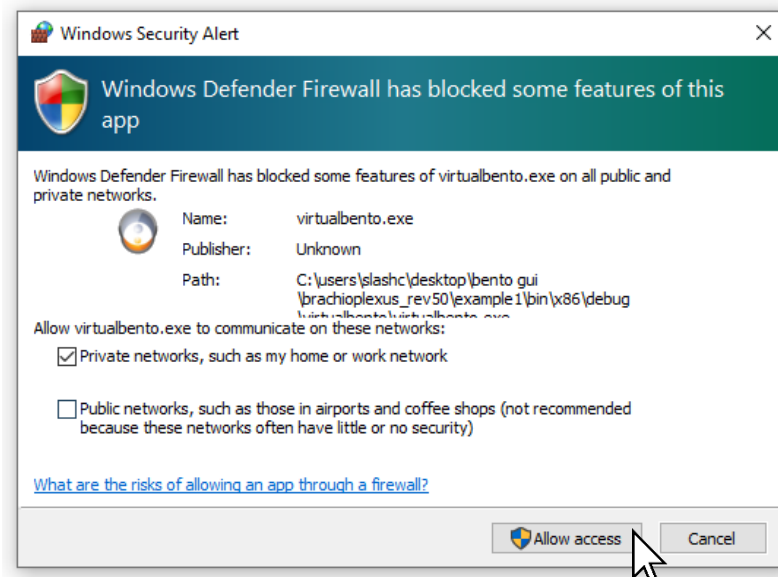 Windows Security Alert
Windows Defender Firewall has blocked some features of this
app
Windows Defender Firewall has blocked some features of virtualbento.exe on all public and
private networks.
Name: virtualbento.exe
Publisher: Unknown
Path: C:\users\slashc\desktop\bento gui
\brachioplexus_rev50\example1\bin\x86\debug
\virtualbento\virtualbento.exe
Allow virtualbento.exe to communicate on these networks:
Private networks, such as my home or work network
Public networks, such as those in airports and coffee shops (not recommended
because these networks often have little or no security)
What are the risks of allowing an app through a firewall?
Allow access Cancel